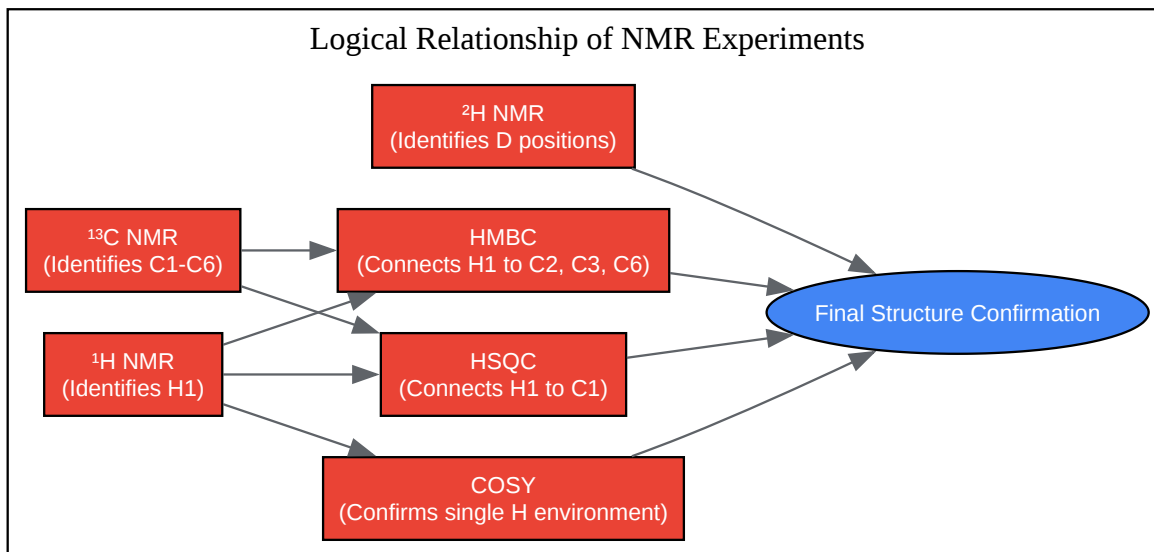 Logical Relationship of NMR Experiments
²H NMR
(Identifies D positions)
¹³C NMR
(Identifies C1-C6)
HMBC
(Connects H1 to C2, C3, C6)
Final Structure Confirmation
¹H NMR
(Identifies H1)
HSQC
(Connects H1 to C1)
COSY
(Confirms single H environment)